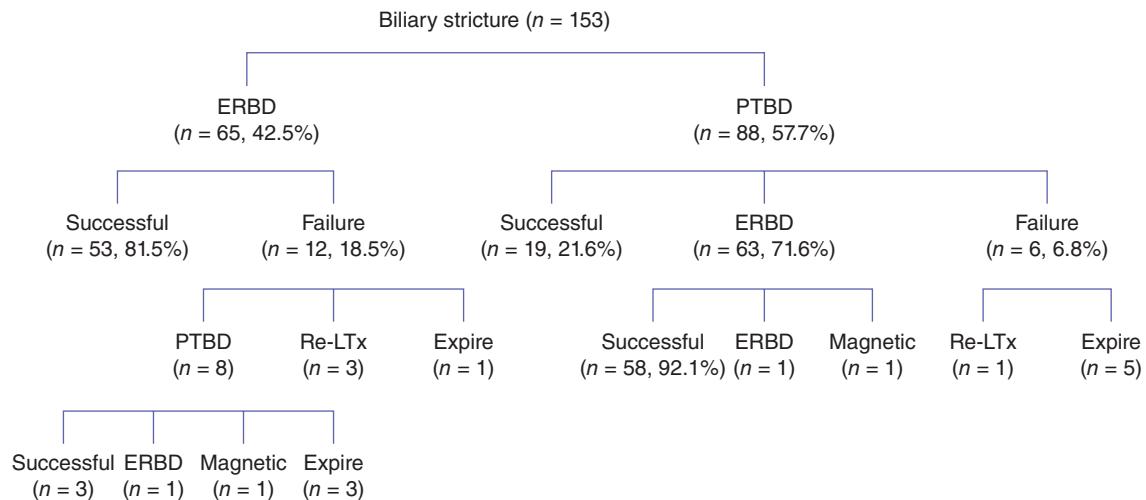 Biliary stricture (n = 153)
ERBD
(n = 65, 42.5%)
PTBD
(n = 88, 57.7%)
Successful
(n = 53, 81.5%)
Failure
(n = 12, 18.5%)
Successful
(n = 19, 21.6%)
ERBD
(n = 63, 71.6%)
Failure
(n = 6, 6.8%)
PTBD
(n = 8)
Re-LTx
(n = 3)
Expire
(n = 1)
Successful
(n = 58, 92.1%)
ERBD
(n = 1)
Magnetic
(n = 1)
Re-LTx
(n = 1)
Expire
(n = 5)
Successful
(n = 3)
ERBD
(n = 1)
Magnetic
(n = 1)
Expire
(n = 3)